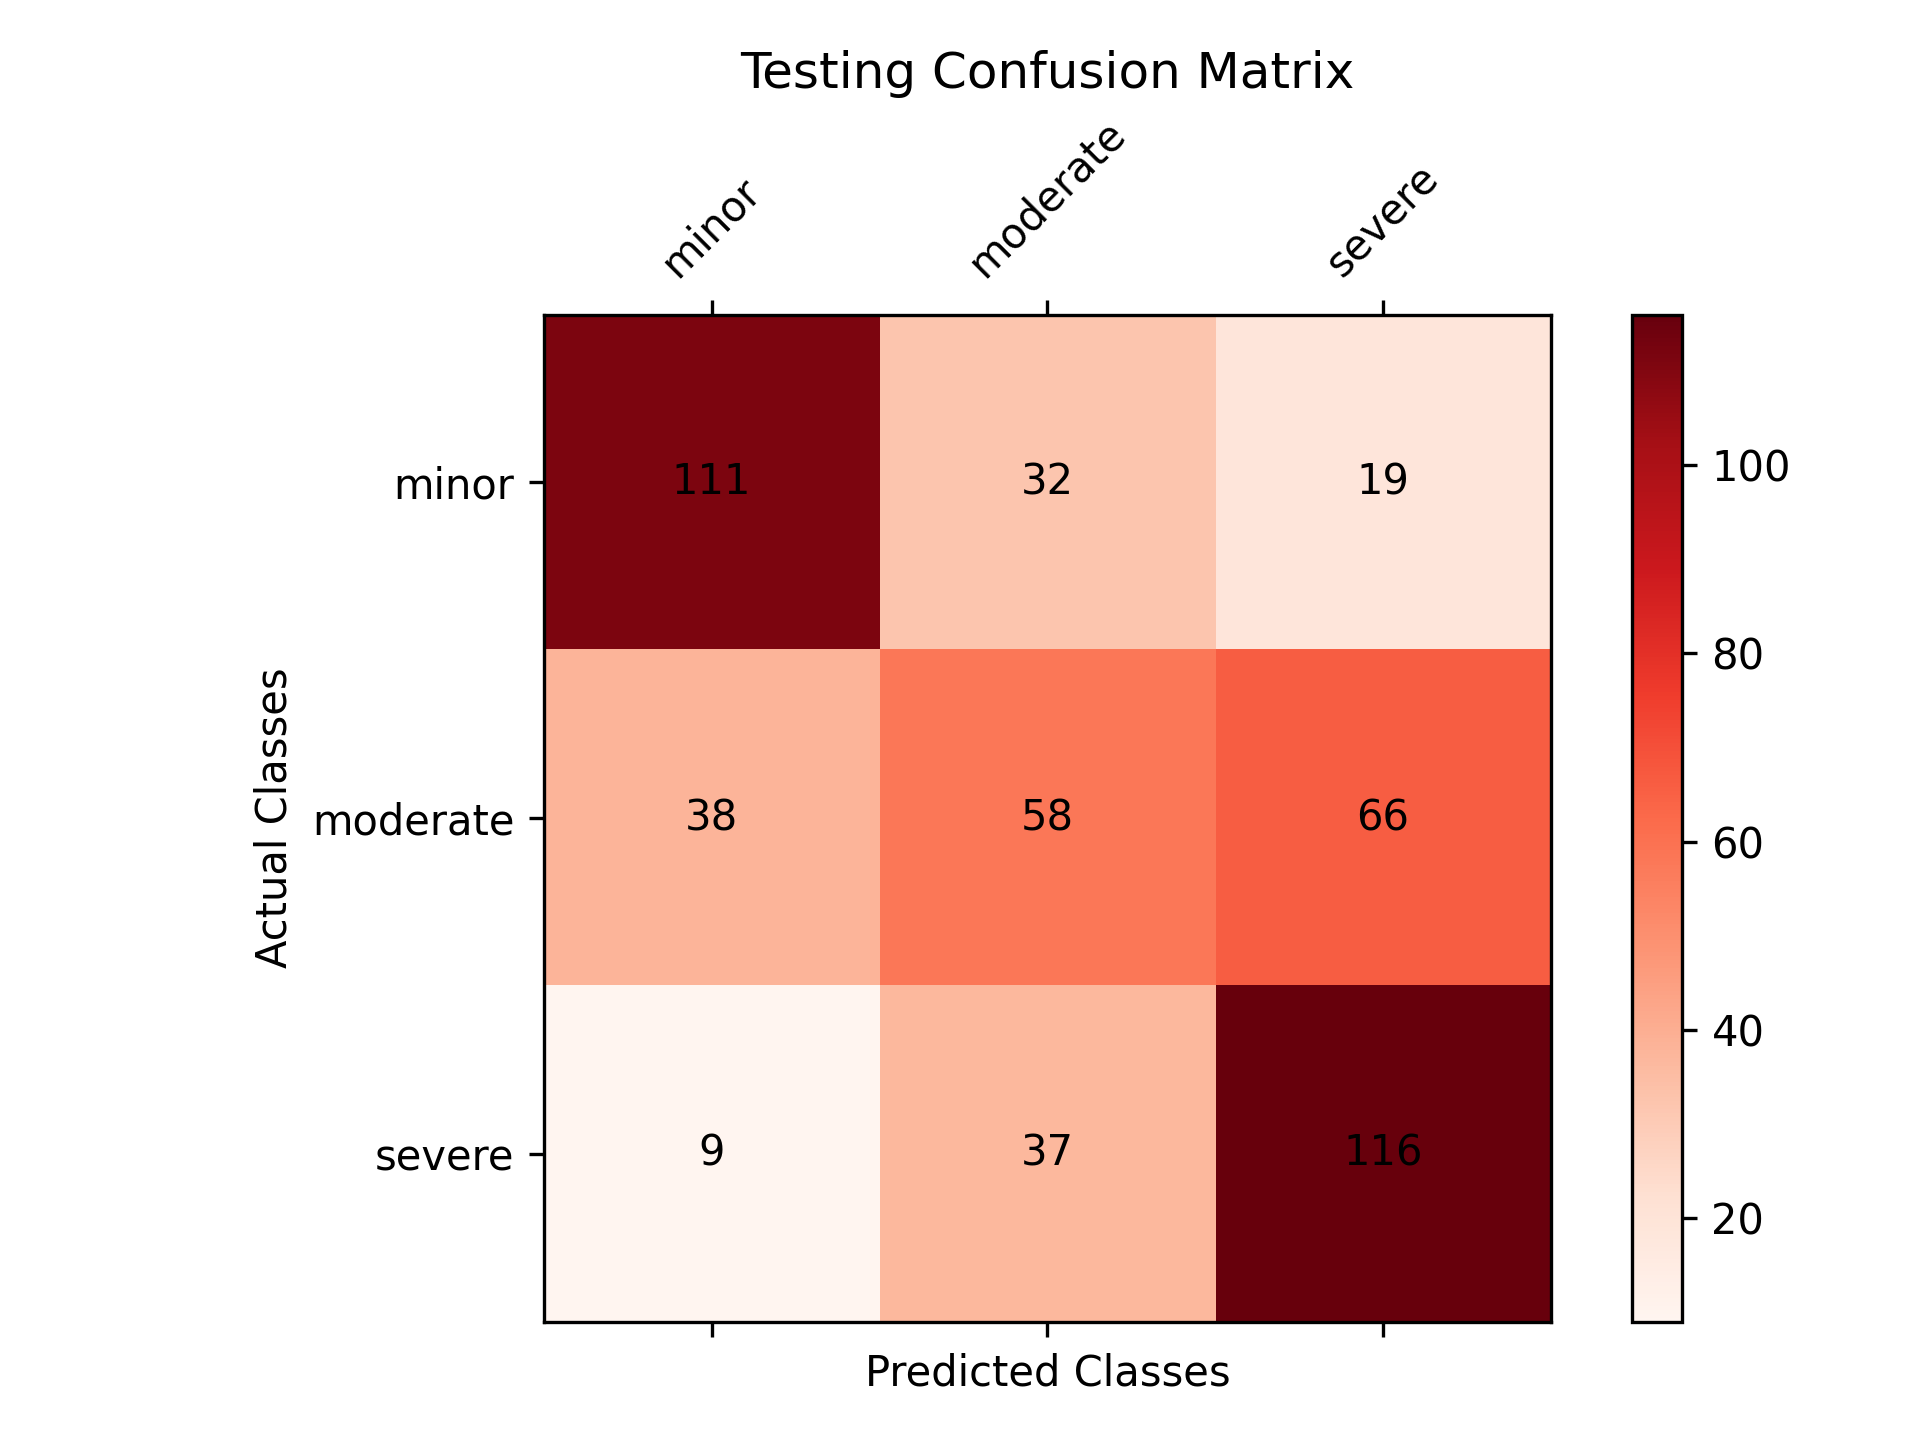 Testing Confusion Matrix
minor moderate severe
minor 111 32 19
moderate 38 58 66
severe 9 37 116
Actual Classes
Predicted Classes
100
80
60
40
20